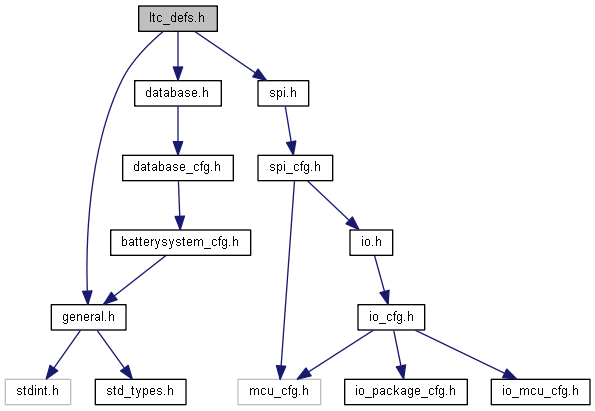 ltc_defs.h
database.h
spi.h
database_cfg.h
spi_cfg.h
batterysystem_cfg.h
io.h
general.h
io_cfg.h
stdint.h
std_types.h
mcu_cfg.h
io_package_cfg.h
io_mcu_cfg.h